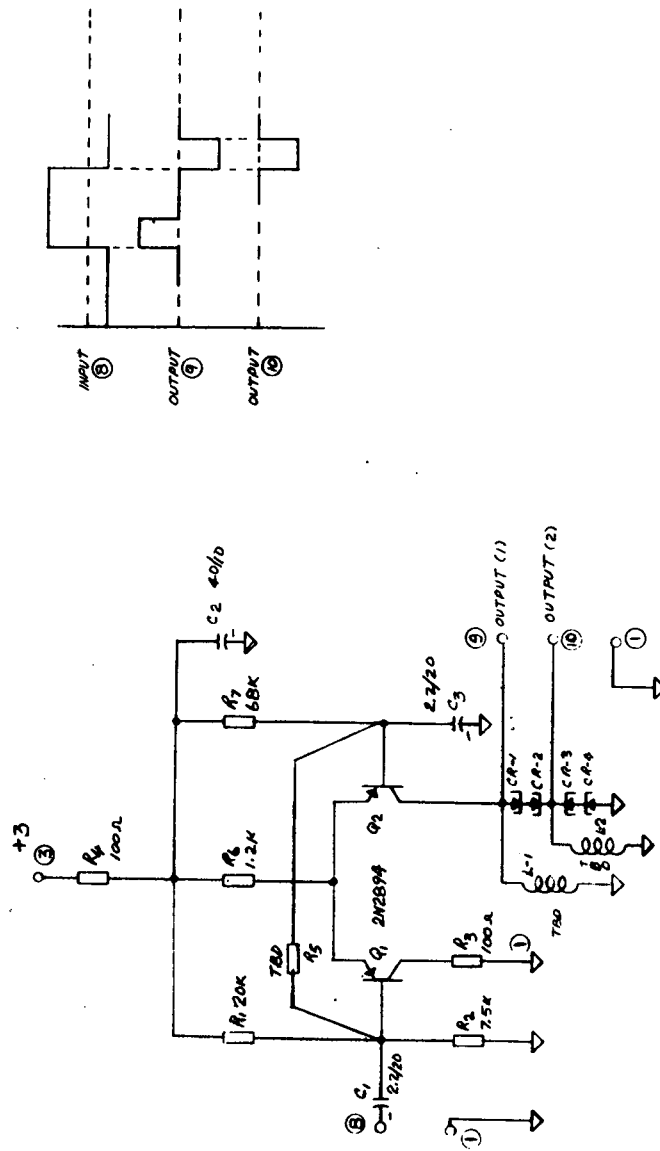 INPUT
⑧
OUTPUT
⑨
OUTPUT
⑩
+3
③
R4
100Ω
C2 40/10
R7
68K
R6
1.2K
R1 20K
TBD
R5
2.2/20
C3
Q2
2N2894
Q1
⑧
C1
2.2/20
R2
7.5K
R3
100Ω
①
①
⑨ OUTPUT (1)
OUTPUT (2)
⑩
①
CR-1
CR-2
CR-3
CR-4
L-1
TBD
L2
TBD